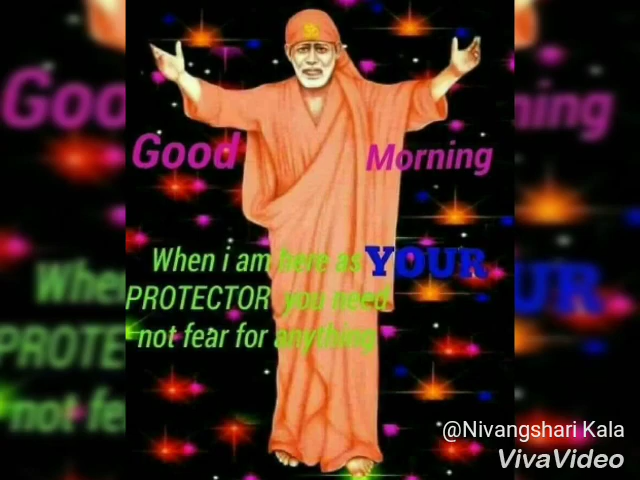 Good Morning
When i am here as YOUR
PROTECTOR you need
not fear for anything
@Nivangshari Kala
VivaVideo